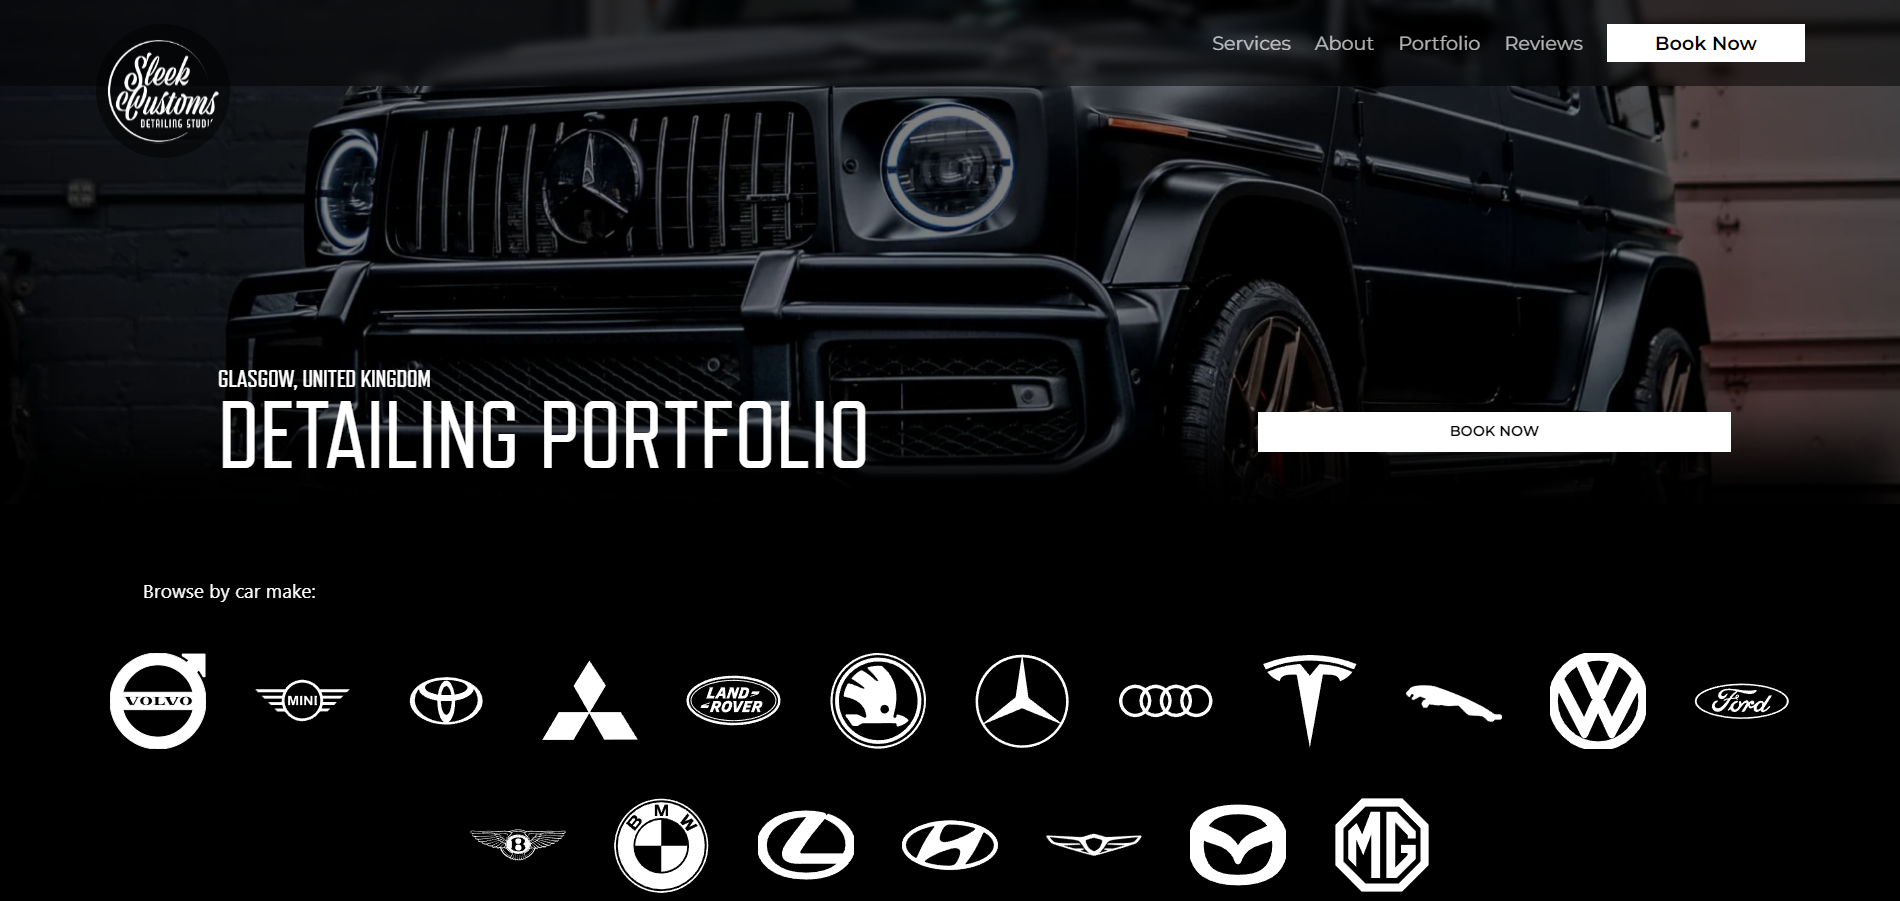 Sleek
Customs
DETAILING STUDIO
Services
About
Portfolio
Reviews
Book Now
GLASGOW, UNITED KINGDOM
DETAILING PORTFOLIO
BOOK NOW
Browse by car make:
VOLVO
MINI
LAND-
-ROVER
Ford
B
BMW
MG